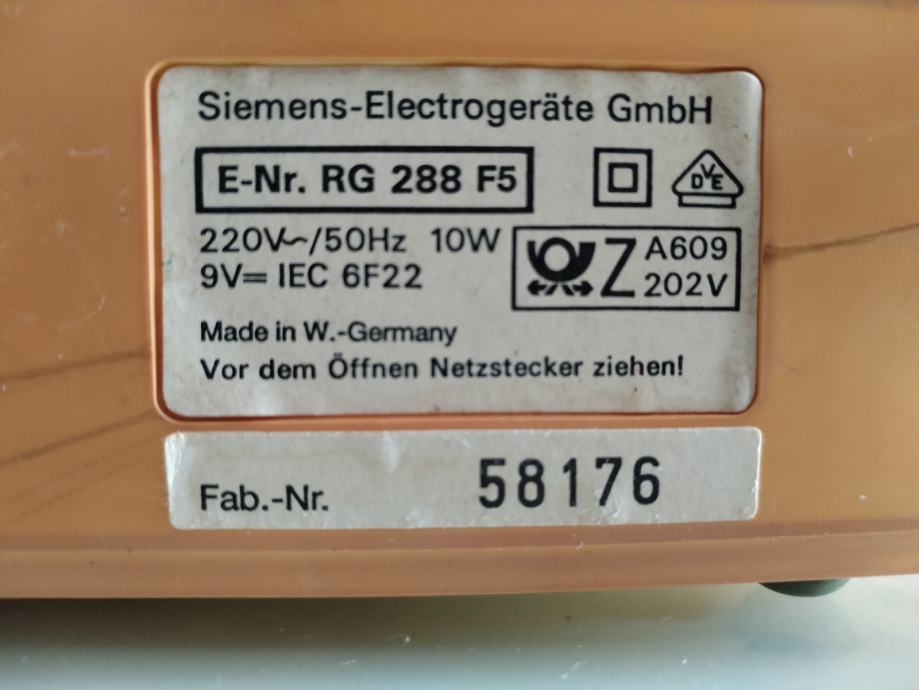 Siemens-Electrogeräte GmbH
E-Nr. RG 288 F5
DVE
220V~/50Hz 10W
9V= IEC 6F22
Z A609
202V
Made in W.-Germany
Vor dem Öffnen Netzstecker ziehen!
Fab.-Nr. 58176